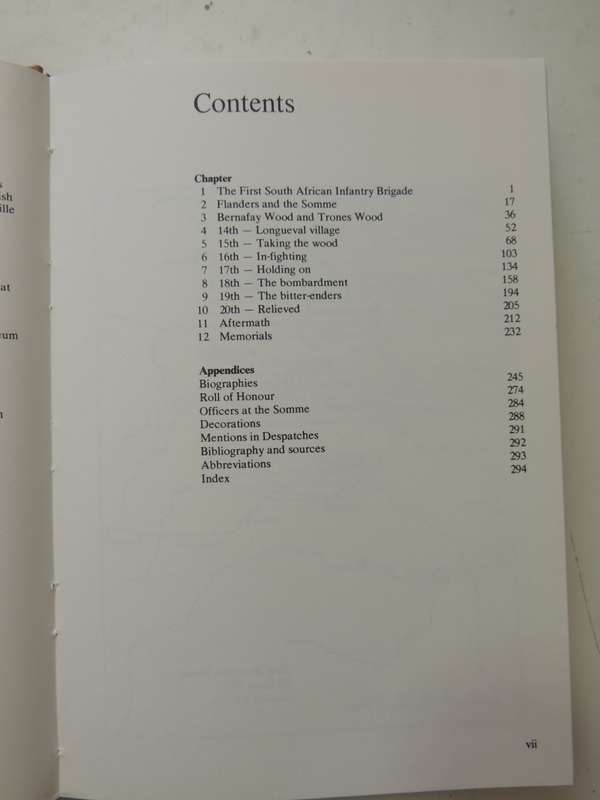 ish
ille
at
um
Contents
Chapter
1 The First South African Infantry Brigade 1
2 Flanders and the Somme 17
3 Bernafay Wood and Trones Wood 36
4 14th — Longueval village 52
5 15th — Taking the wood 68
6 16th — In-fighting 103
7 17th — Holding on 134
8 18th — The bombardment 158
9 19th — The bitter-enders 194
10 20th — Relieved 205
11 Aftermath 212
12 Memorials 232
Appendices
Biographies 245
Roll of Honour 274
Officers at the Somme 284
Decorations 288
Mentions in Despatches 291
Bibliography and sources 292
Abbreviations 293
Index 294
vii